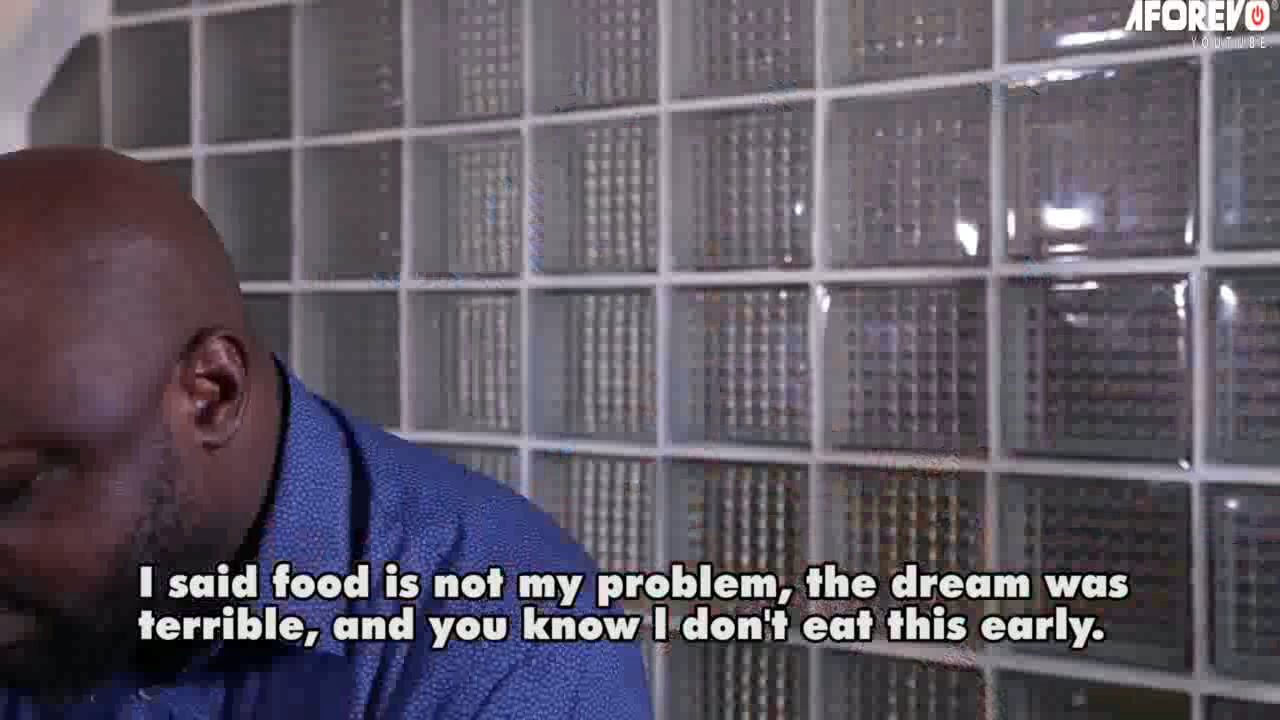 AFOREVO
YOUTUBE
I said food is not my problem, the dream was
terrible, and you know I don't eat this early.